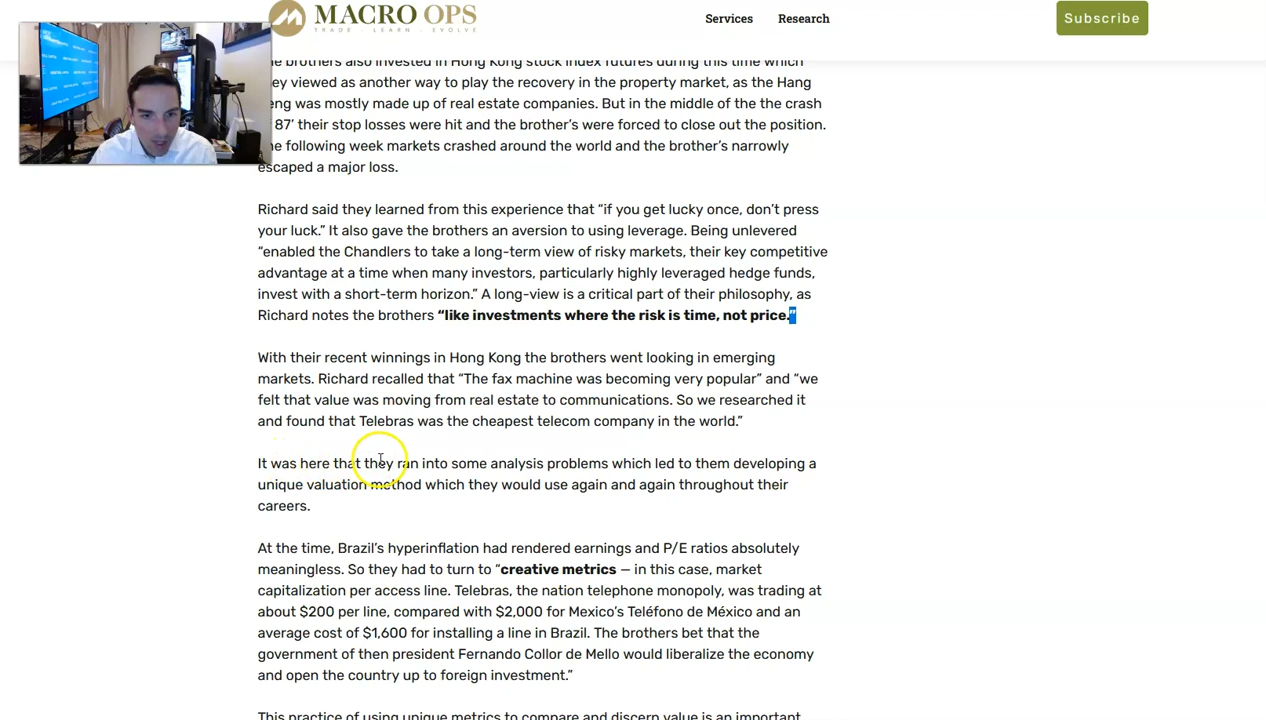 MACRO OPS
TRADE · LEARN · EVOLVE
Services
Research
Subscribe
brothers also invested in Hong Kong stock index futures during this time which
ey viewed as another way to play the recovery in the property market, as the Hang
eng was mostly made up of real estate companies. But in the middle of the the crash
87’ their stop losses were hit and the brother’s were forced to close out the position.
he following week markets crashed around the world and the brother’s narrowly
escaped a major loss.
Richard said they learned from this experience that “if you get lucky once, don’t press
your luck.” It also gave the brothers an aversion to using leverage. Being unlevered
“enabled the Chandlers to take a long-term view of risky markets, their key competitive
advantage at a time when many investors, particularly highly leveraged hedge funds,
invest with a short-term horizon.” A long-view is a critical part of their philosophy, as
Richard notes the brothers “like investments where the risk is time, not price.”
With their recent winnings in Hong Kong the brothers went looking in emerging
markets. Richard recalled that “The fax machine was becoming very popular” and “we
felt that value was moving from real estate to communications. So we researched it
and found that Telebras was the cheapest telecom company in the world.”
It was here that they ran into some analysis problems which led to them developing a
unique valuation method which they would use again and again throughout their
careers.
At the time, Brazil’s hyperinflation had rendered earnings and P/E ratios absolutely
meaningless. So they had to turn to “creative metrics — in this case, market
capitalization per access line. Telebras, the nation telephone monopoly, was trading at
about $200 per line, compared with $2,000 for Mexico’s Teléfono de México and an
average cost of $1,600 for installing a line in Brazil. The brothers bet that the
government of then president Fernando Collor de Mello would liberalize the economy
and open the country up to foreign investment.”
This practice of using unique metrics to compare and discern value is an important